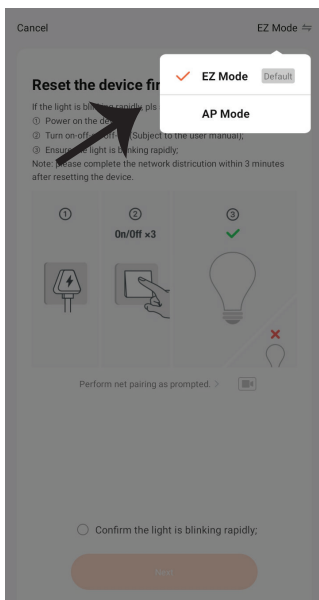 Cancel
EZ Mode
EZ Mode Default
AP Mode
Reset the device
If the light is blinking rapidly, pls
① Power on the
② Turn on-off- (Subject to the user manual);
③ Ensure light is blinking rapidly;
Note: please complete the network districution within 3 minutes
after resetting the device.
① ② ③
On/Off ×3
Perform net pairing as prompted. >
Confirm the light is blinking rapidly;
Next